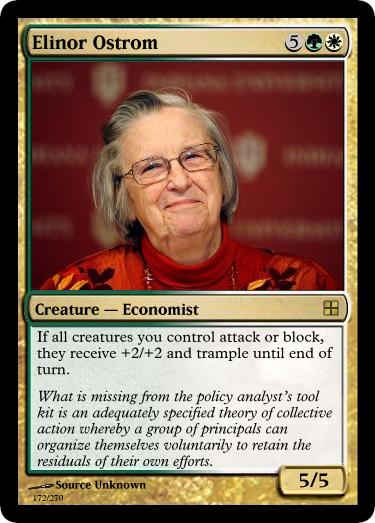 Elinor Ostrom 5
Creature — Economist
If all creatures you control attack or block,
they receive +2/+2 and trample until end of
turn.
What is missing from the policy analyst's tool
kit is an adequately specified theory of collective
action whereby a group of principals can
organize themselves voluntarily to retain the
residuals of their own efforts.
5/5
Source Unknown
172/270